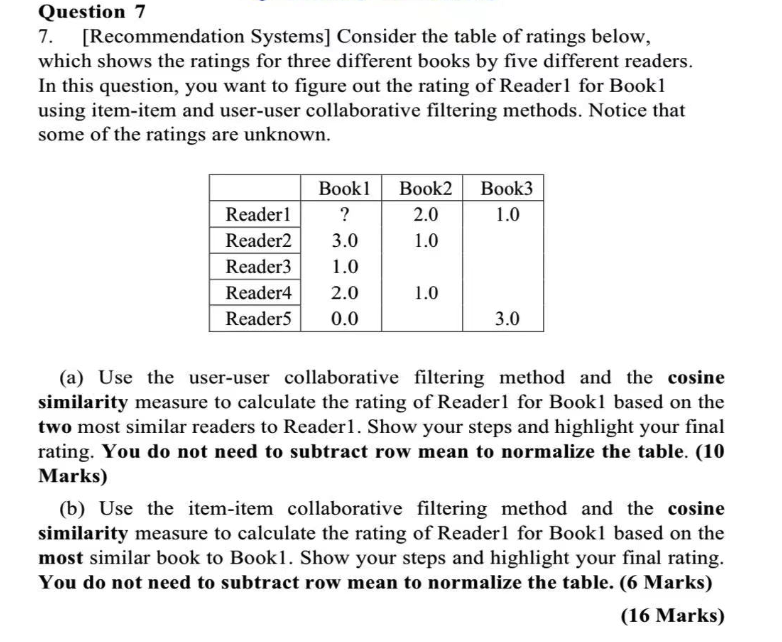 Question 7
7. [Recommendation Systems] Consider the table of ratings below,
which shows the ratings for three different books by five different readers.
In this question, you want to figure out the rating of Reader1 for Book1
using item-item and user-user collaborative filtering methods. Notice that
some of the ratings are unknown.
Book1 Book2 Book3
Reader1 ? 2.0 1.0
Reader2 3.0 1.0
Reader3 1.0
Reader4 2.0 1.0
Reader5 0.0 3.0
(a) Use the user-user collaborative filtering method and the cosine
similarity measure to calculate the rating of Reader1 for Book1 based on the
two most similar readers to Reader1. Show your steps and highlight your final
rating. You do not need to subtract row mean to normalize the table. (10
Marks)
(b) Use the item-item collaborative filtering method and the cosine
similarity measure to calculate the rating of Reader1 for Book1 based on the
most similar book to Book1. Show your steps and highlight your final rating.
You do not need to subtract row mean to normalize the table. (6 Marks)
(16 Marks)